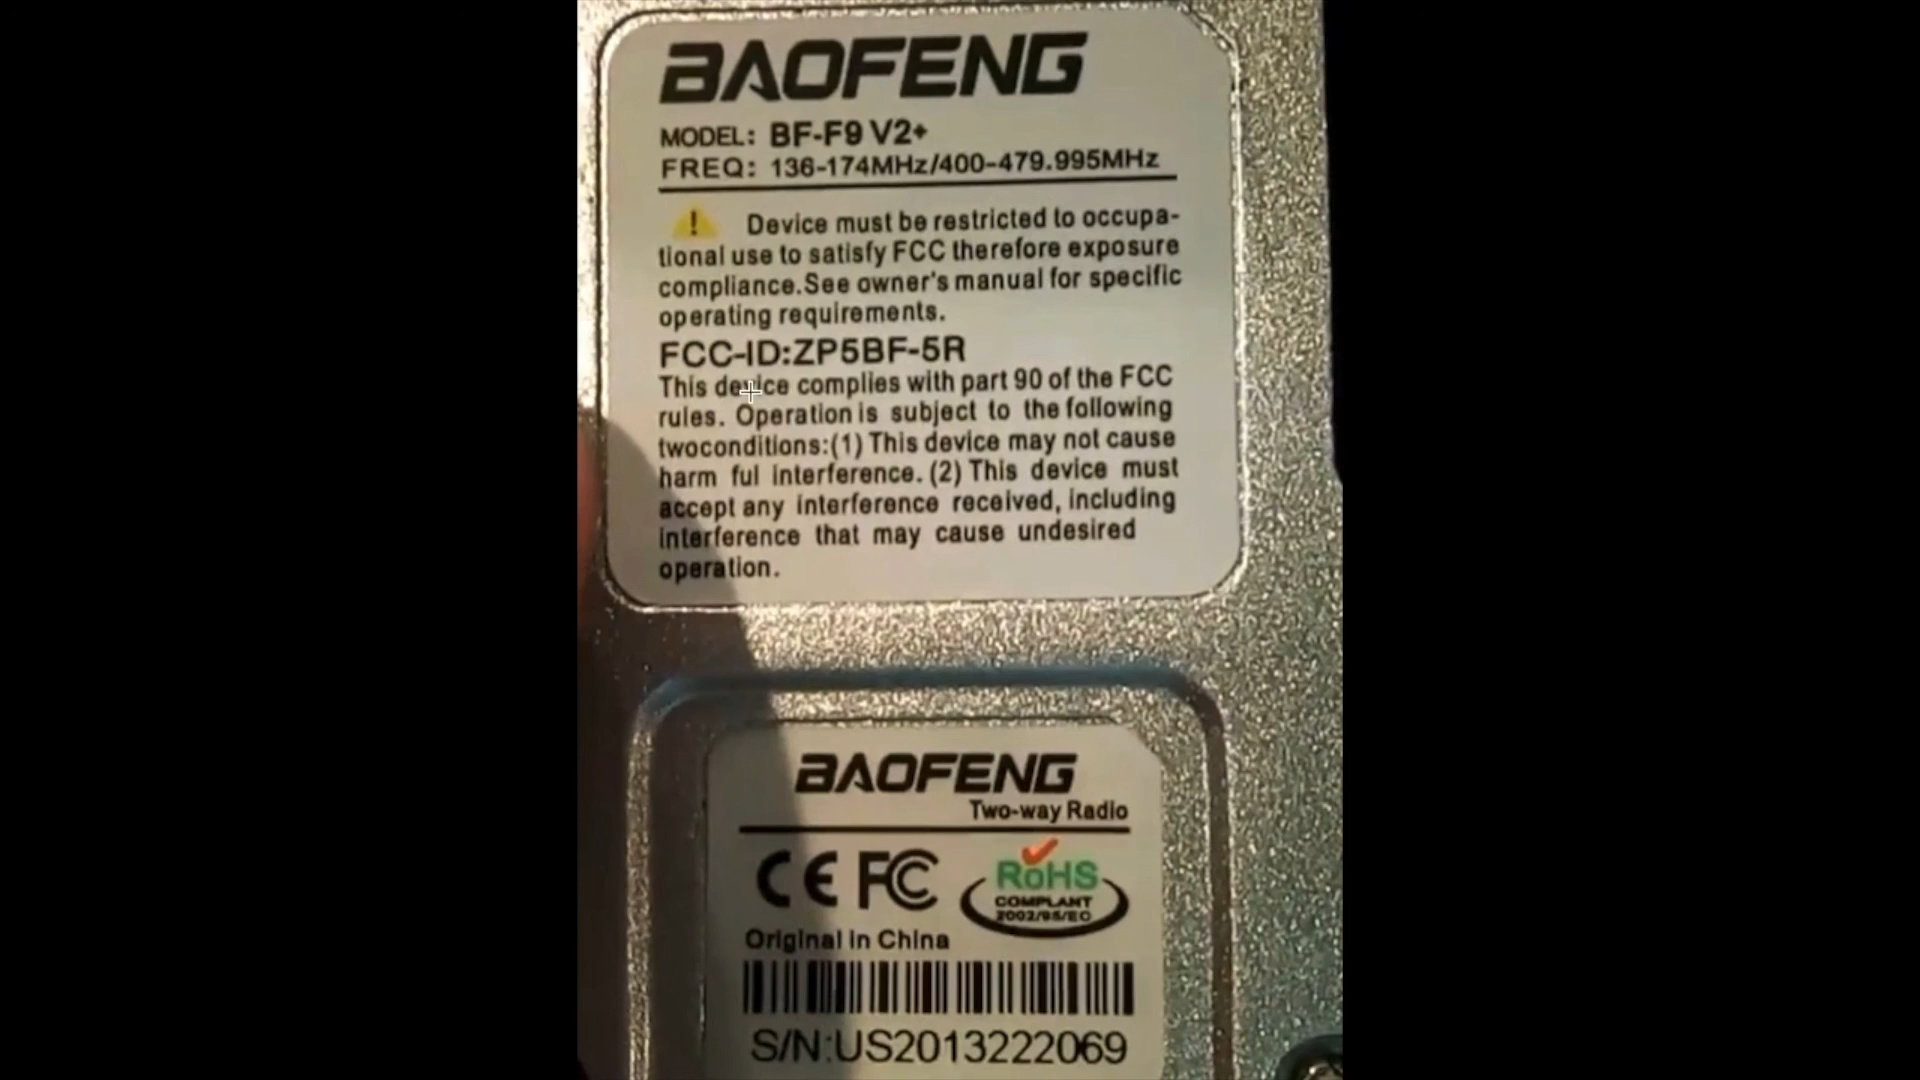 BAOFENG
MODEL: BF-F9 V2+
FREQ: 136-174MHz/400-479.995MHz
Device must be restricted to occupa-
tional use to satisfy FCC therefore exposure
compliance.See owner's manual for specific
operating requirements.
FCC-ID:ZP5BF-5R
This device complies with part 90 of the FCC
rules. Operation is subject to the following
twoconditions:(1) This device may not cause
harm ful interference. (2) This device must
accept any interference received, including
interference that may cause undesired
operation.
BAOFENG
Two-way Radio
CE FC
RoHS
COMPLANT
2002/95/EC
Original in China
S/N:US2013222069